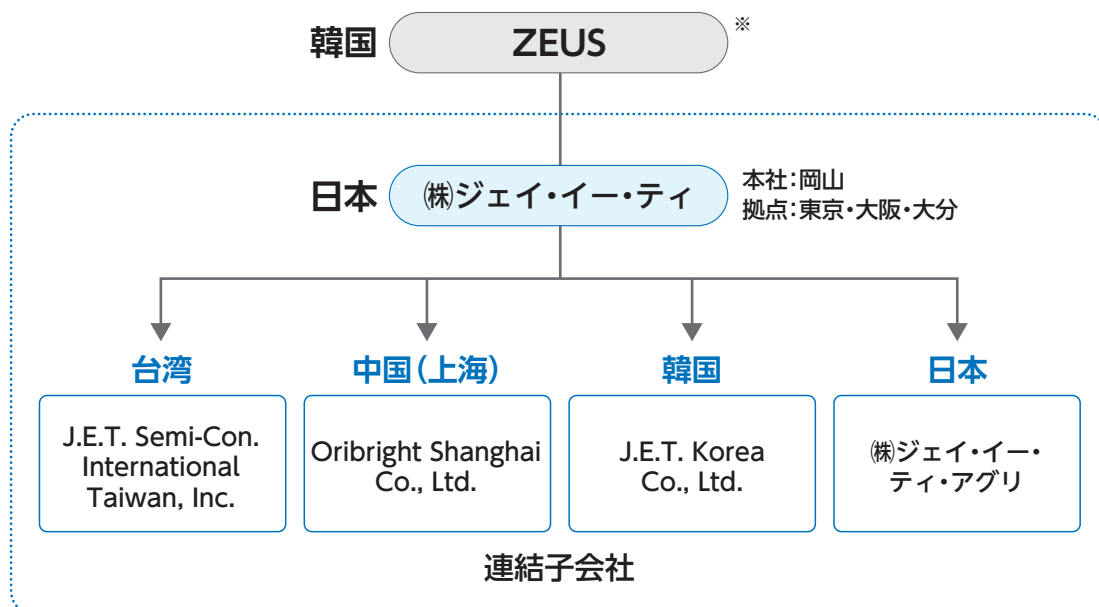 韓国 ZEUS ※
日本 ㈱ジェイ・イー・ティ
本社：岡山
拠点：東京・大阪・大分
台湾
J.E.T. Semi-Con.
International
Taiwan, Inc.
中国（上海）
Oribright Shanghai
Co., Ltd.
韓国
J.E.T. Korea
Co., Ltd.
日本
㈱ジェイ・イー・
ティ・アグリ
連結子会社